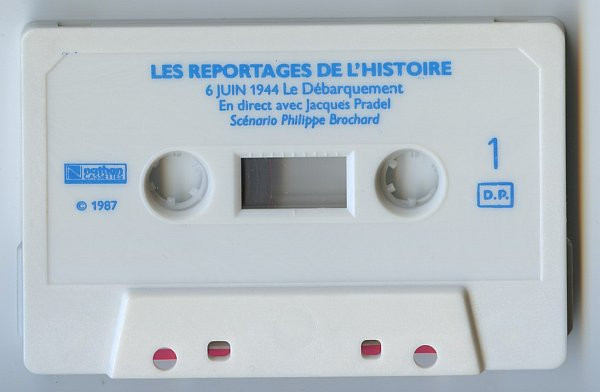 LES REPORTAGES DE L'HISTOIRE
6 JUIN 1944 Le Débarquement
En direct avec Jacques Pradel
Scénario Philippe Brochard
1
N nathan
CASSETTES
D.P.
© 1987